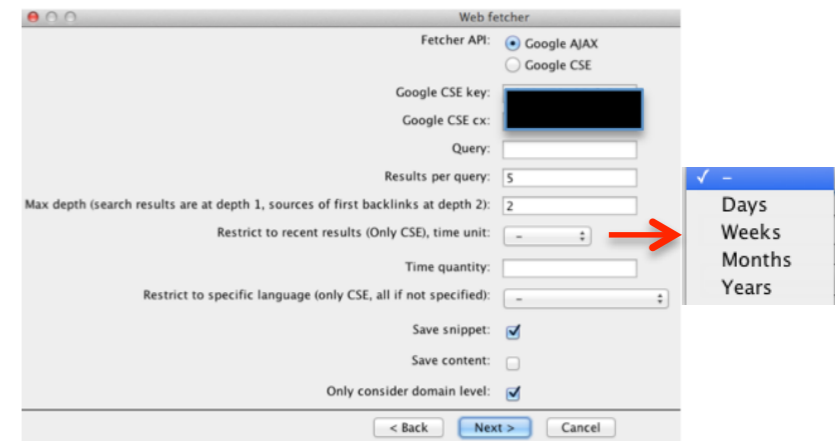 Web fetcher
Fetcher API: Google AJAX
Google CSE
Google CSE key:
Google CSE cx:
Query:
Results per query: 5
Max depth (search results are at depth 1, sources of first backlinks at depth 2): 2
Restrict to recent results (Only CSE), time unit: –
Time quantity:
Restrict to specific language (only CSE, all if not specified): –
Save snippet:
Save content:
Only consider domain level:
< Back Next > Cancel
✓ –
Days
Weeks
Months
Years